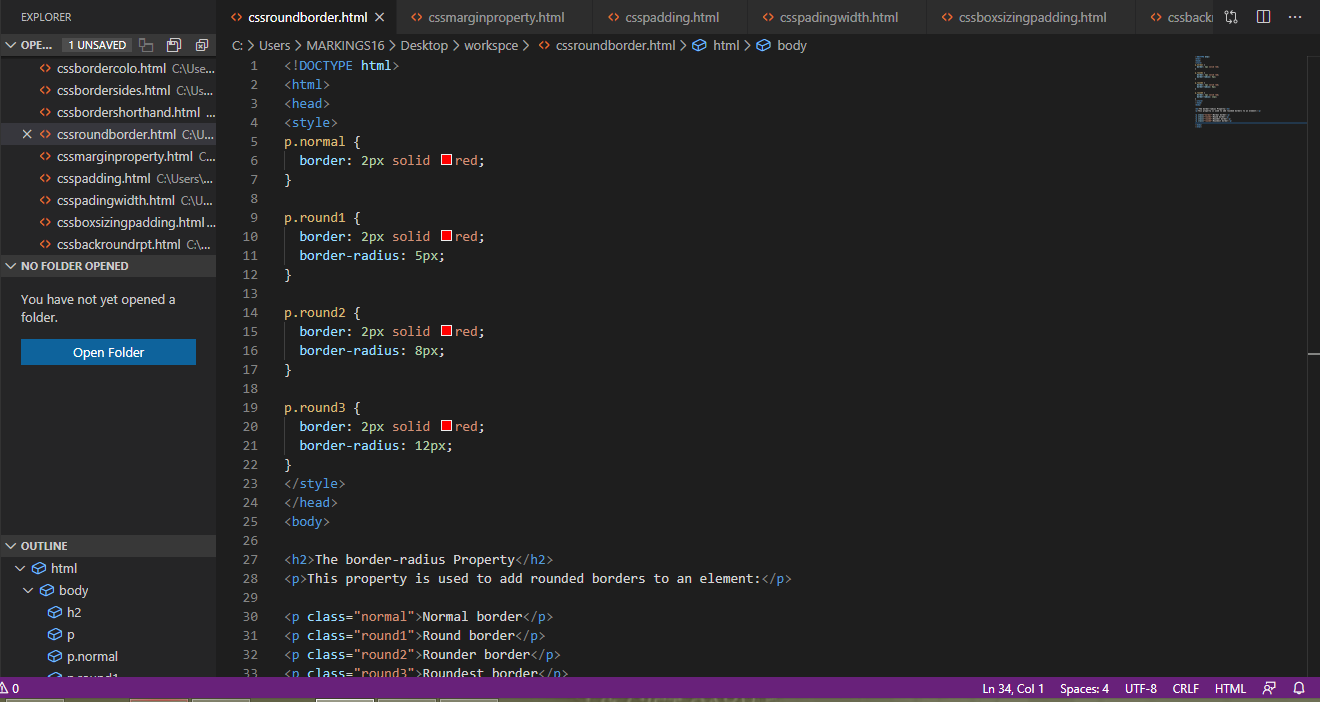 EXPLORER
OPE... 1 UNSAVED
cssbordercolo.html C:\Use...
cssbordersides.html C:\Us...
cssbordershorthand.html ...
cssroundborder.html C:\U...
cssmarginproperty.html C...
csspadding.html C:\Users\...
csspadingwidth.html C:\U...
cssboxsizingpadding.html...
cssbackroundrpt.html C:\...
NO FOLDER OPENED
You have not yet opened a
folder.
Open Folder
OUTLINE
html
body
h2
p
p.normal
p.round1
cssroundborder.html cssmarginproperty.html csspadding.html csspadingwidth.html cssboxsizingpadding.html cssback
C: > Users > MARKINGS16 > Desktop > workspce > cssroundborder.html > html > body
1 <!DOCTYPE html>
2 <html>
3 <head>
4 <style>
5 p.normal {
6 border: 2px solid red;
7 }
8
9 p.round1 {
10 border: 2px solid red;
11 border-radius: 5px;
12 }
13
14 p.round2 {
15 border: 2px solid red;
16 border-radius: 8px;
17 }
18
19 p.round3 {
20 border: 2px solid red;
21 border-radius: 12px;
22 }
23 </style>
24 </head>
25 <body>
26
27 <h2>The border-radius Property</h2>
28 <p>This property is used to add rounded borders to an element:</p>
29
30 <p class="normal">Normal border</p>
31 <p class="round1">Round border</p>
32 <p class="round2">Rounder border</p>
33 <p class="round3">Roundest border</p>
0 Ln 34, Col 1 Spaces: 4 UTF-8 CRLF HTML